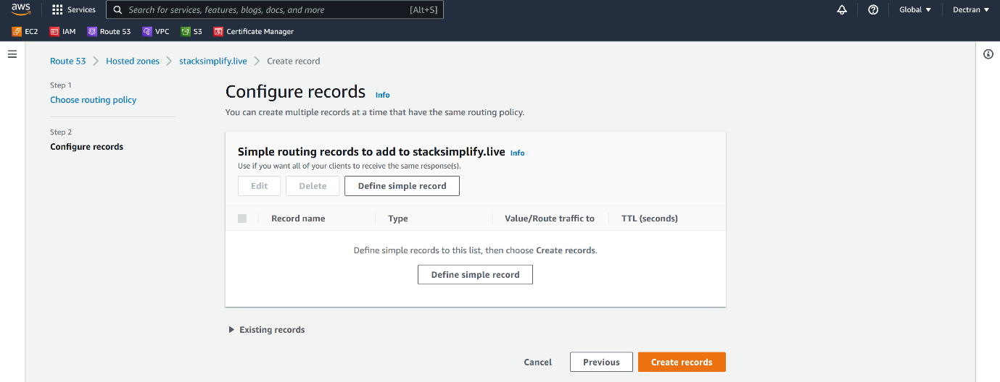 aws Services Search for services, features, blogs, docs, and more [Alt+S] Global ▼ Dectran ▼
EC2 IAM Route 53 VPC S3 Certificate Manager
Route 53 > Hosted zones > stacksimplify.live > Create record
Step 1
Choose routing policy
Step 2
Configure records
Configure records Info
You can create multiple records at a time that have the same routing policy.
Simple routing records to add to stacksimplify.live Info
Use if you want all of your clients to receive the same response(s).
Edit Delete Define simple record
Record name Type Value/Route traffic to TTL (seconds)
Define simple records to this list, then choose Create records.
Define simple record
Existing records
Cancel Previous Create records